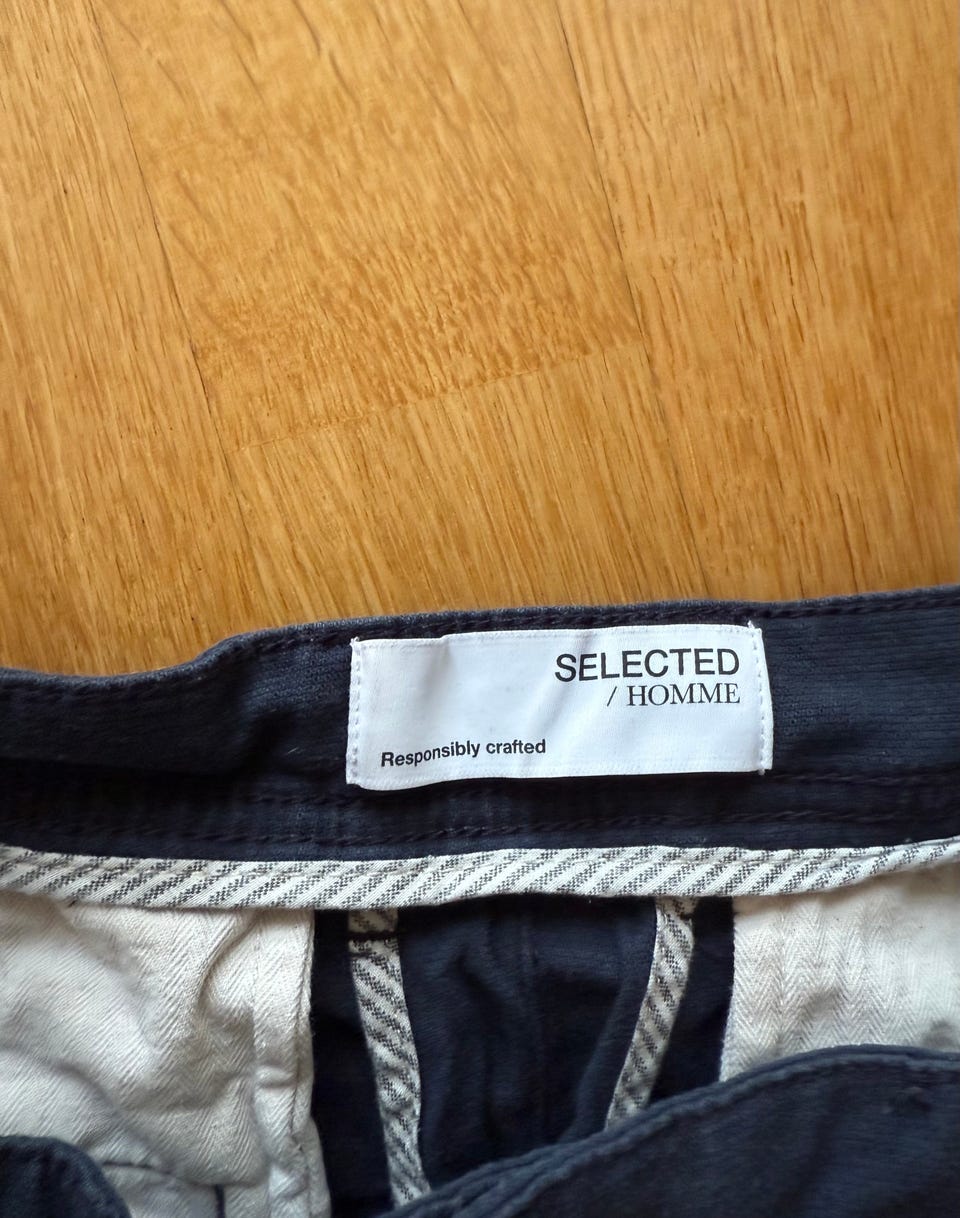 SELECTED
/ HOMME
Responsibly crafted